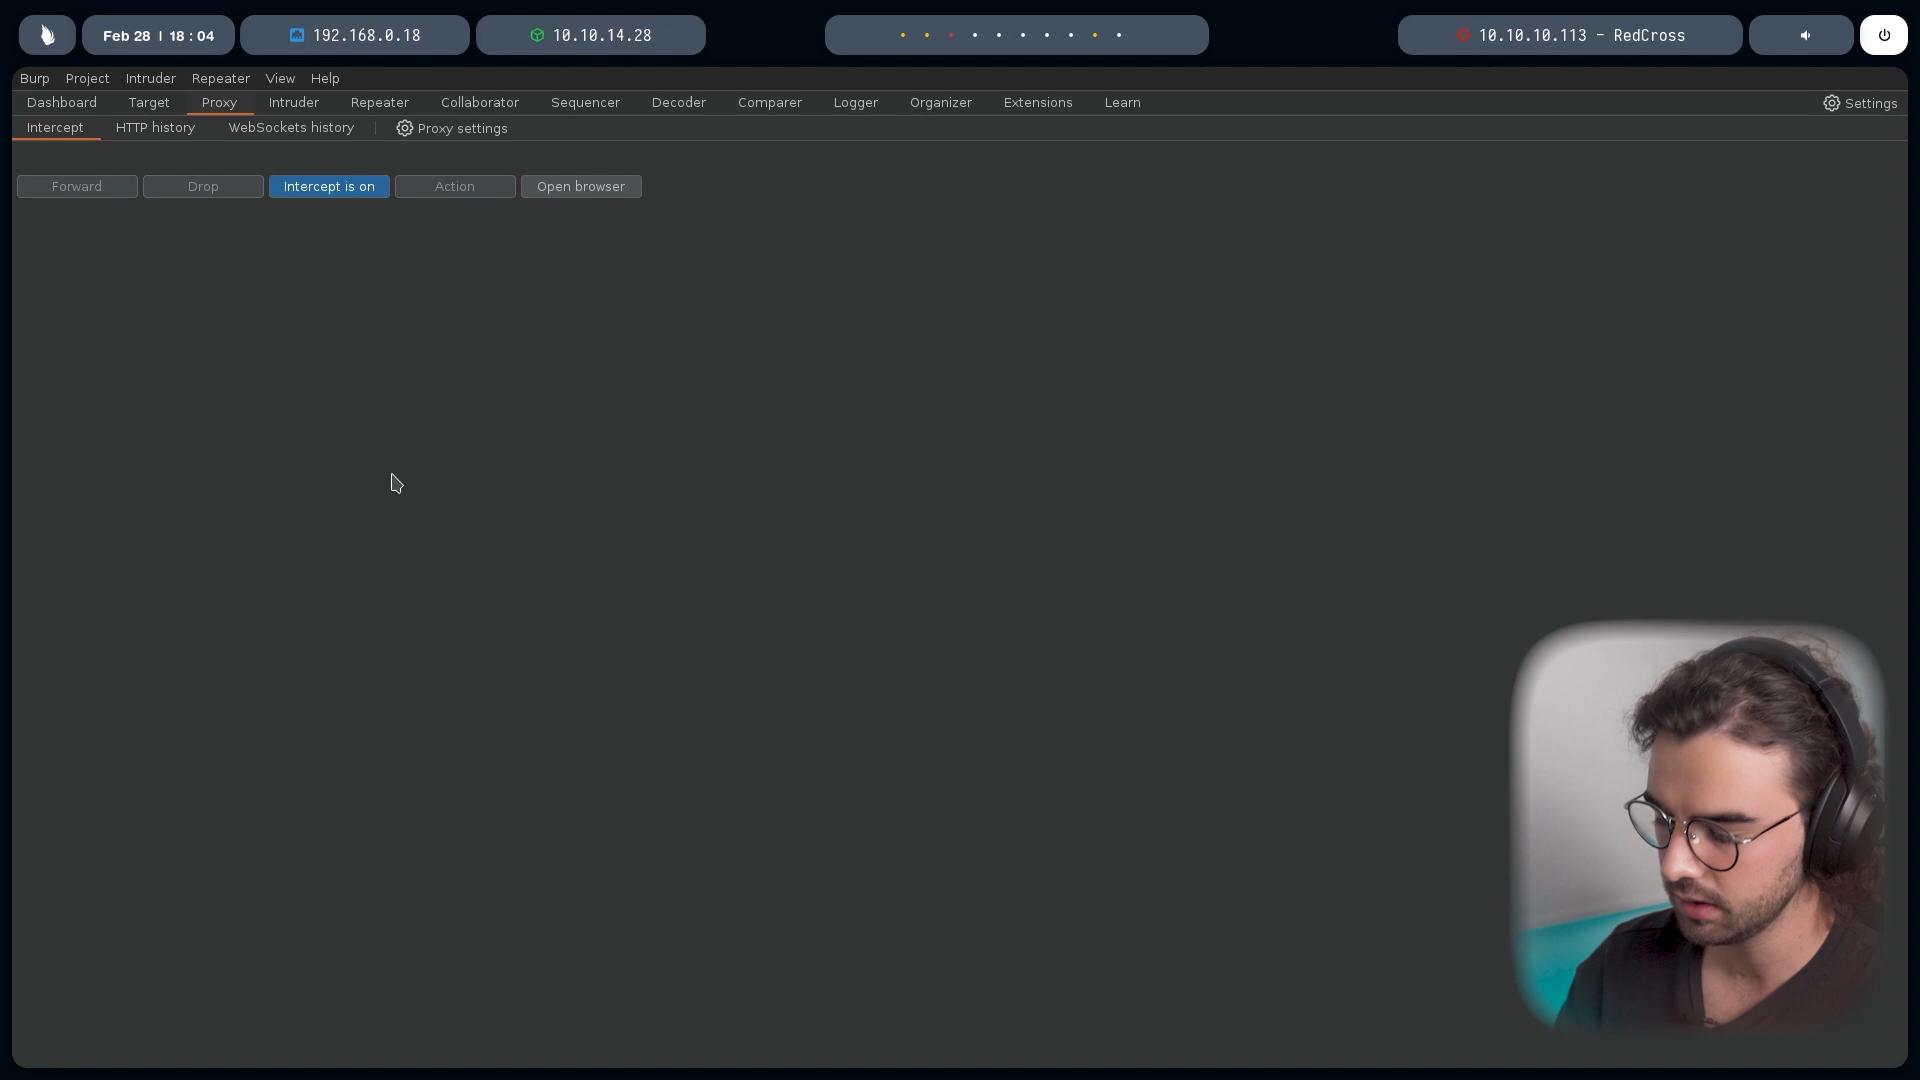 Feb 28 | 18 : 04
192.168.0.18
10.10.14.28
10.10.10.113 - RedCross
Burp Project Intruder Repeater View Help
Dashboard Target Proxy Intruder Repeater Collaborator Sequencer Decoder Comparer Logger Organizer Extensions Learn Settings
Intercept HTTP history WebSockets history Proxy settings
Forward Drop Intercept is on Action Open browser